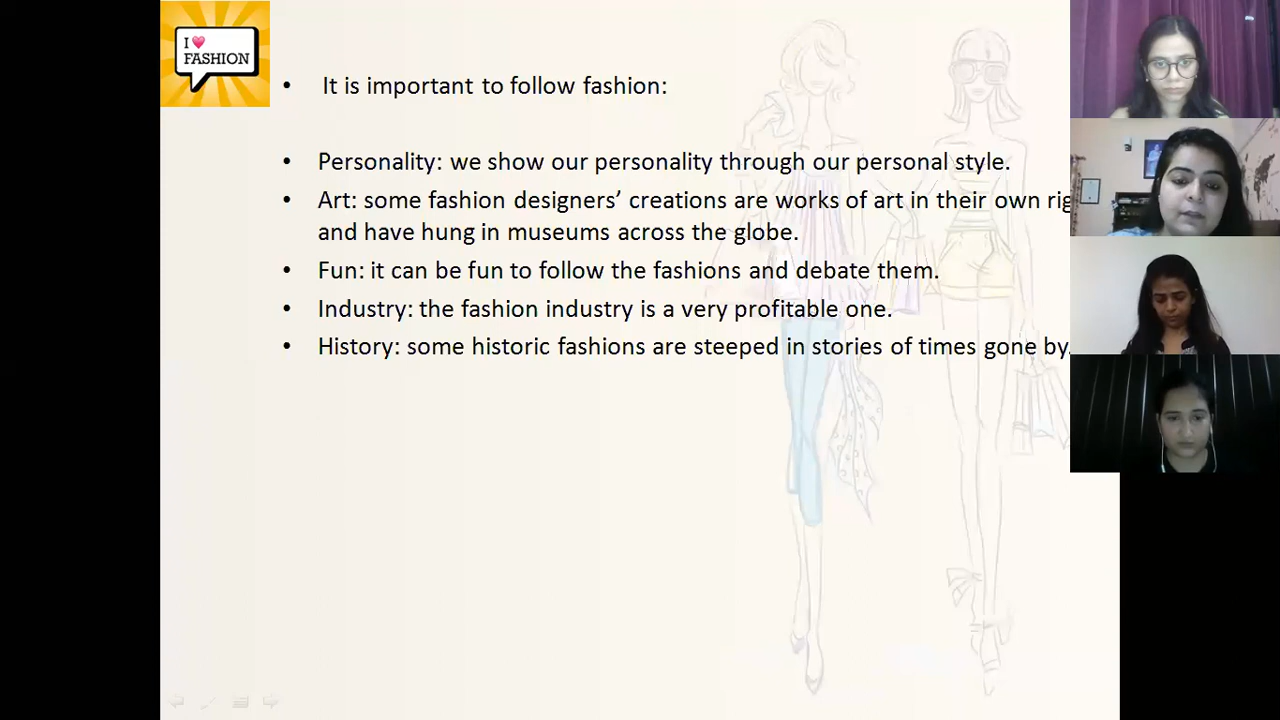 I ❤ FASHION
It is important to follow fashion:
Personality: we show our personality through our personal style.
Art: some fashion designers’ creations are works of art in their own
and have hung in museums across the globe.
Fun: it can be fun to follow the fashions and debate them.
Industry: the fashion industry is a very profitable one.
History: some historic fashions are steeped in stories of times gone by.